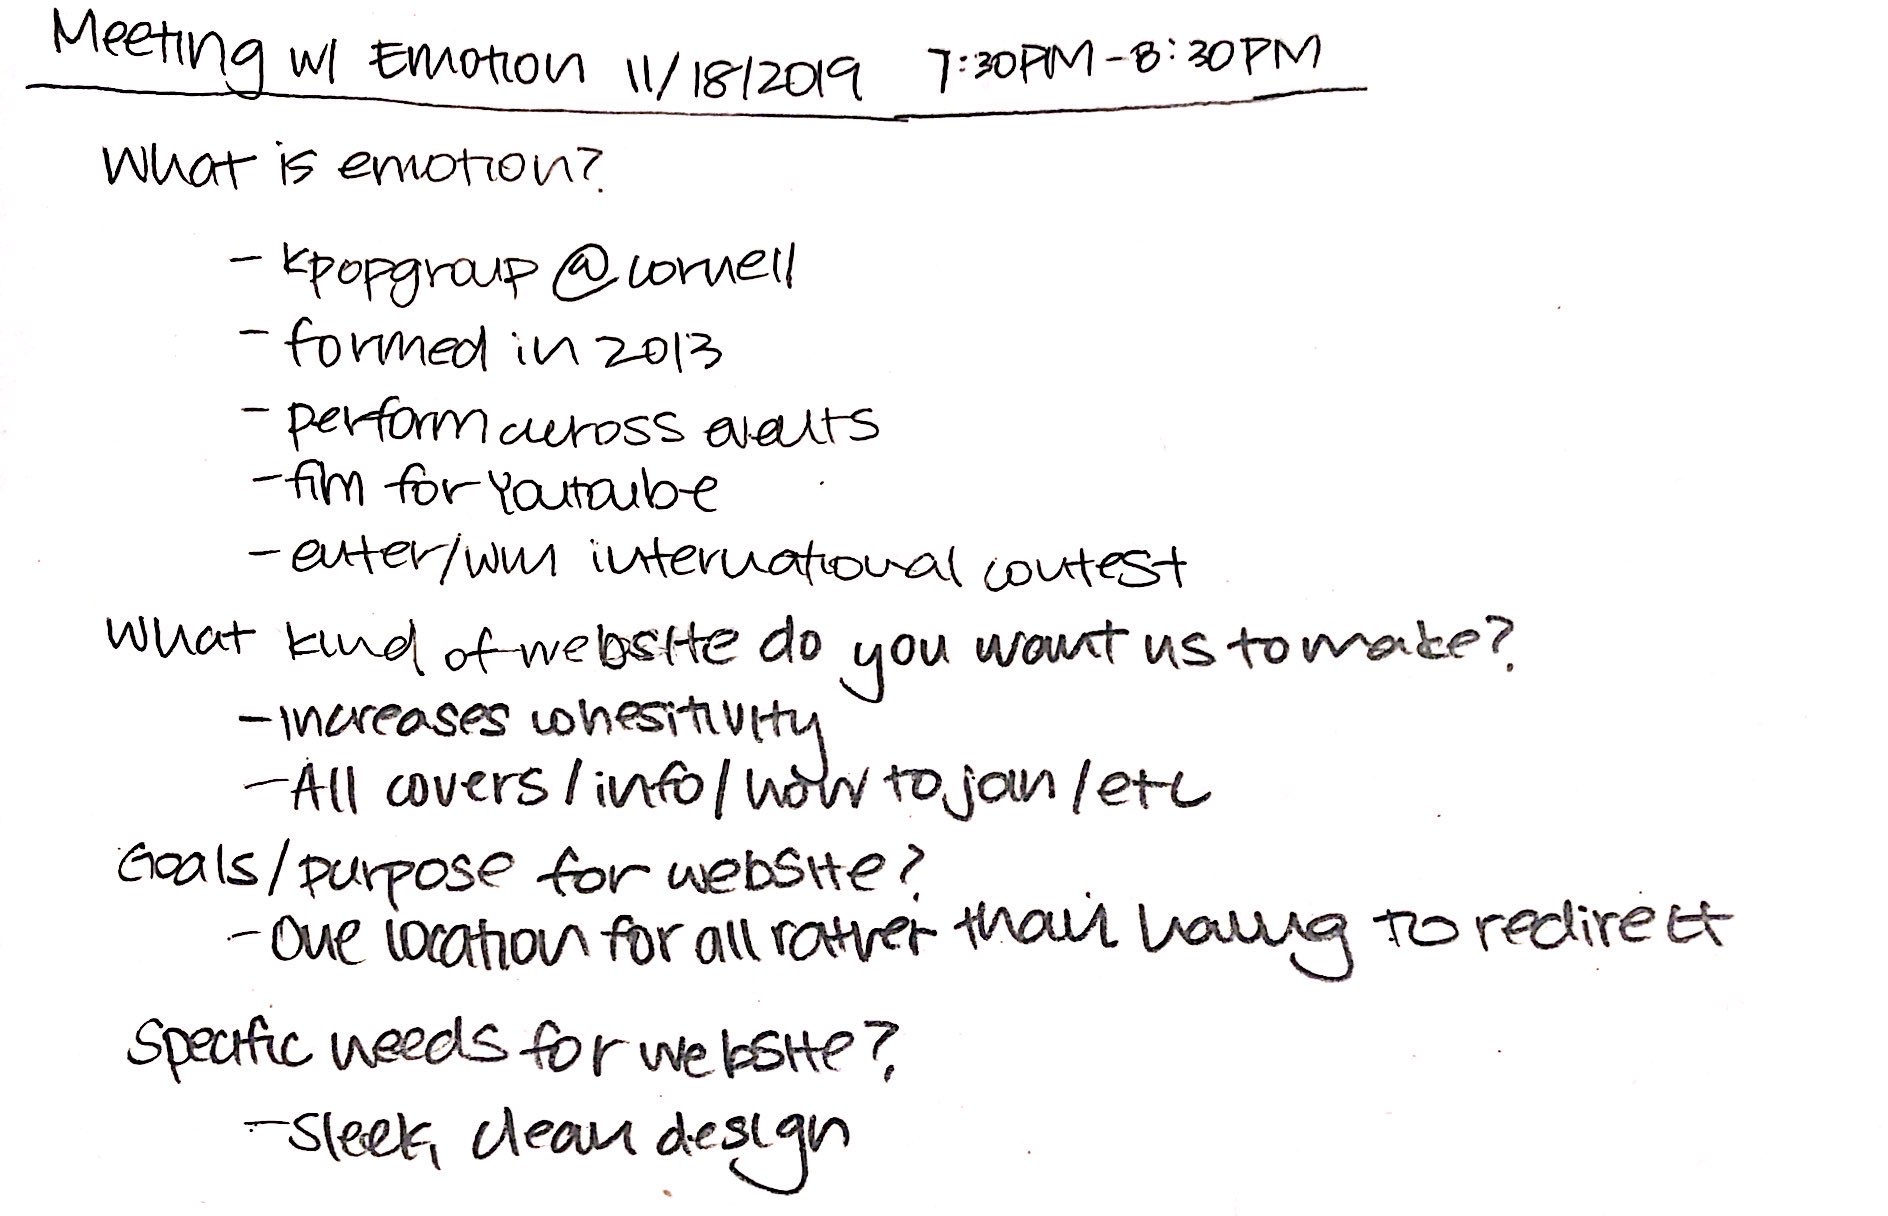 Meeting w/ Emotion 11/18/2019 7:30PM-8:30PM
What is emotion?
- kpopgroup @cornell
- formed in 2013
- perform across events
- film for Youtube
- enter/win international contest
What kind of website do you want us to make?
- increases cohesitivity
- All covers/info/how to join/etc
Goals/purpose for website?
- One location for all rather than having to redirect
Specific needs for website?
- Sleek, clean design